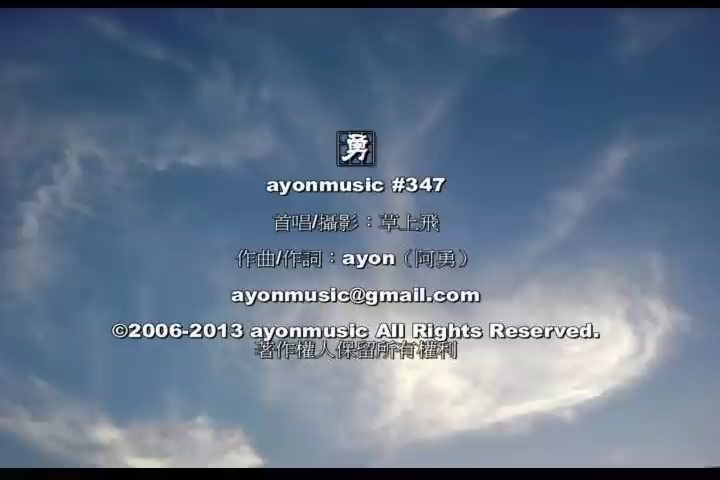 勇
ayonmusic #347
首唱/攝影：草上飛
作曲/作詞：ayon（阿勇）
ayonmusic@gmail.com
©2006-2013 ayonmusic All Rights Reserved.
著作權人保留所有權利